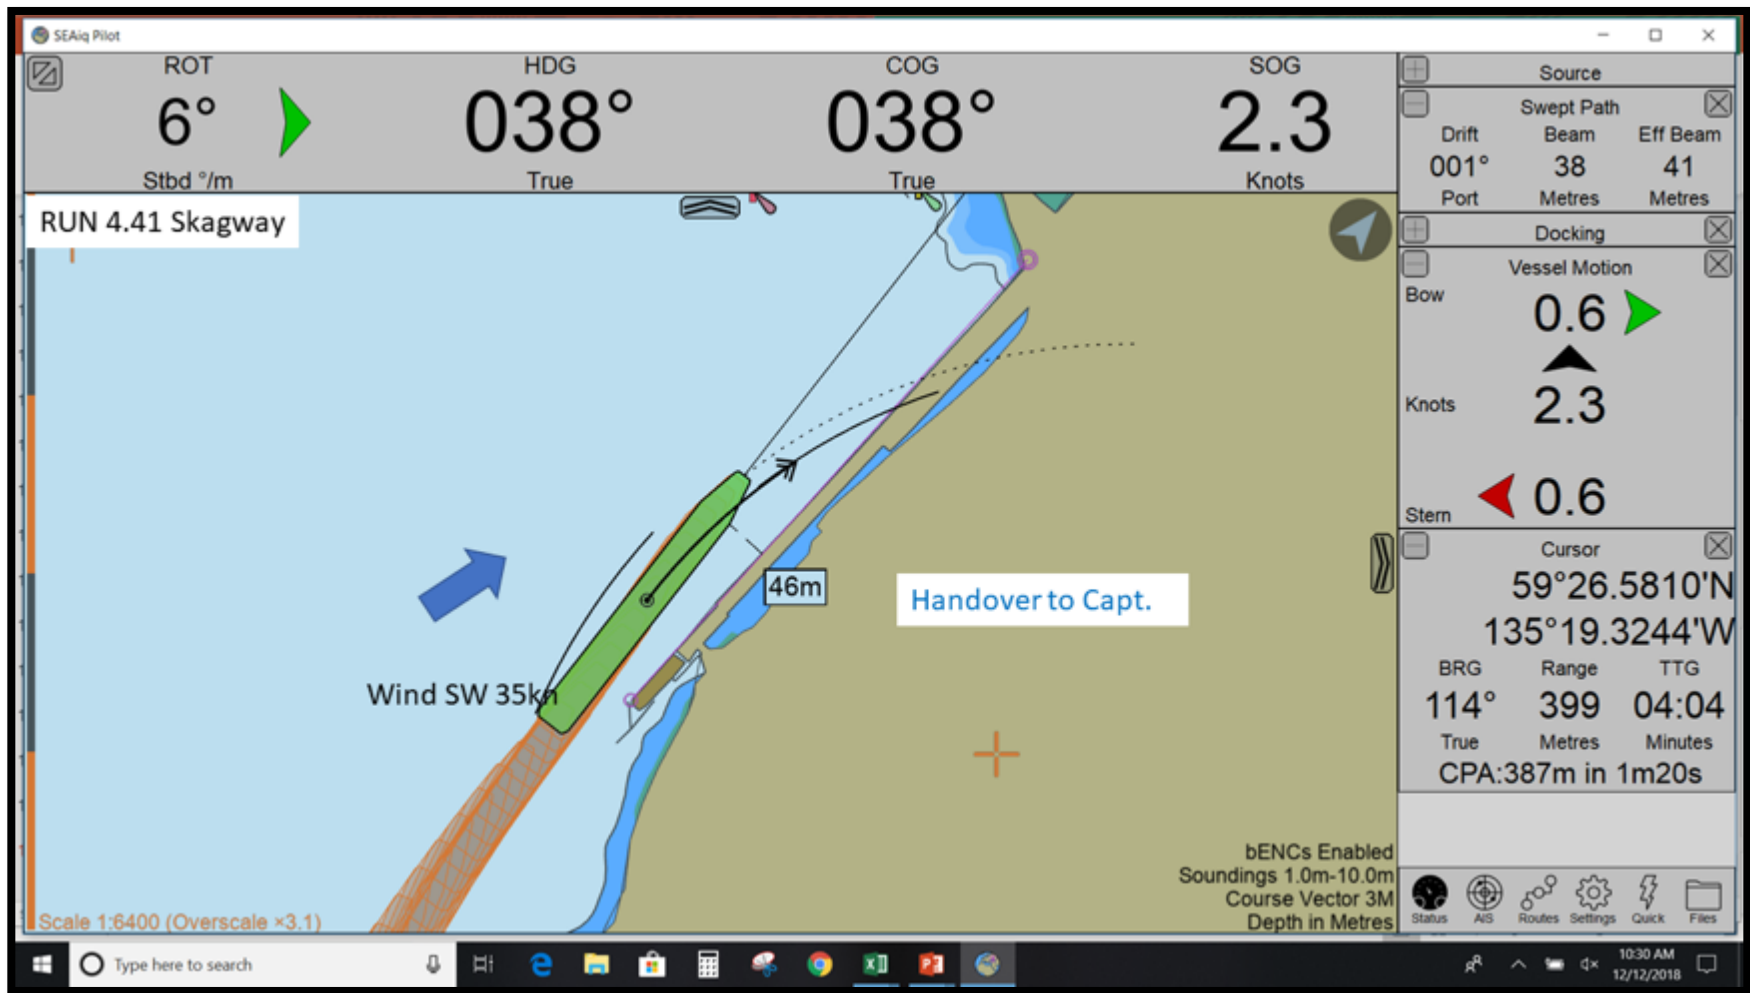 SEAiq Pilot
ROT HDG COG SOG
6° 038° 038° 2.3
Stbd °/m True True Knots
RUN 4.41 Skagway
46m
Handover to Capt.
Wind SW 35kn
Scale 1:6400 (Overscale ×3.1)
bENCs Enabled
Soundings 1.0m-10.0m
Course Vector 3M
Depth in Metres
Source
Swept Path
Drift Beam Eff Beam
001° 38 41
Port Metres Metres
Docking
Vessel Motion
Bow
0.6
Knots
2.3
Stern
0.6
Cursor
59°26.5810'N
135°19.3244'W
BRG Range TTG
114° 399 04:04
True Metres Minutes
CPA:387m in 1m20s
Status AIS Routes Settings Quick Files
Type here to search
10:30 AM
12/12/2018